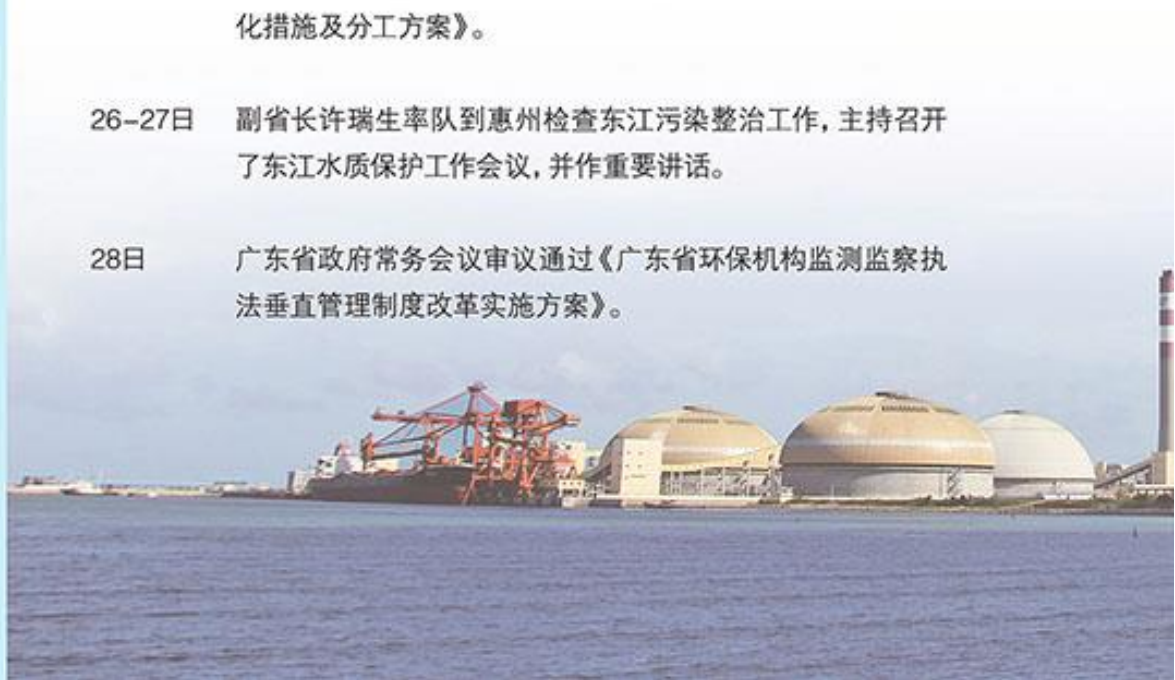 化措施及分工方案》。
26-27日 副省长许瑞生率队到惠州检查东江污染整治工作，主持召开
了东江水质保护工作会议，并作重要讲话。
28日 广东省政府常务会议审议通过《广东省环保机构监测监察执
法垂直管理制度改革实施方案》。